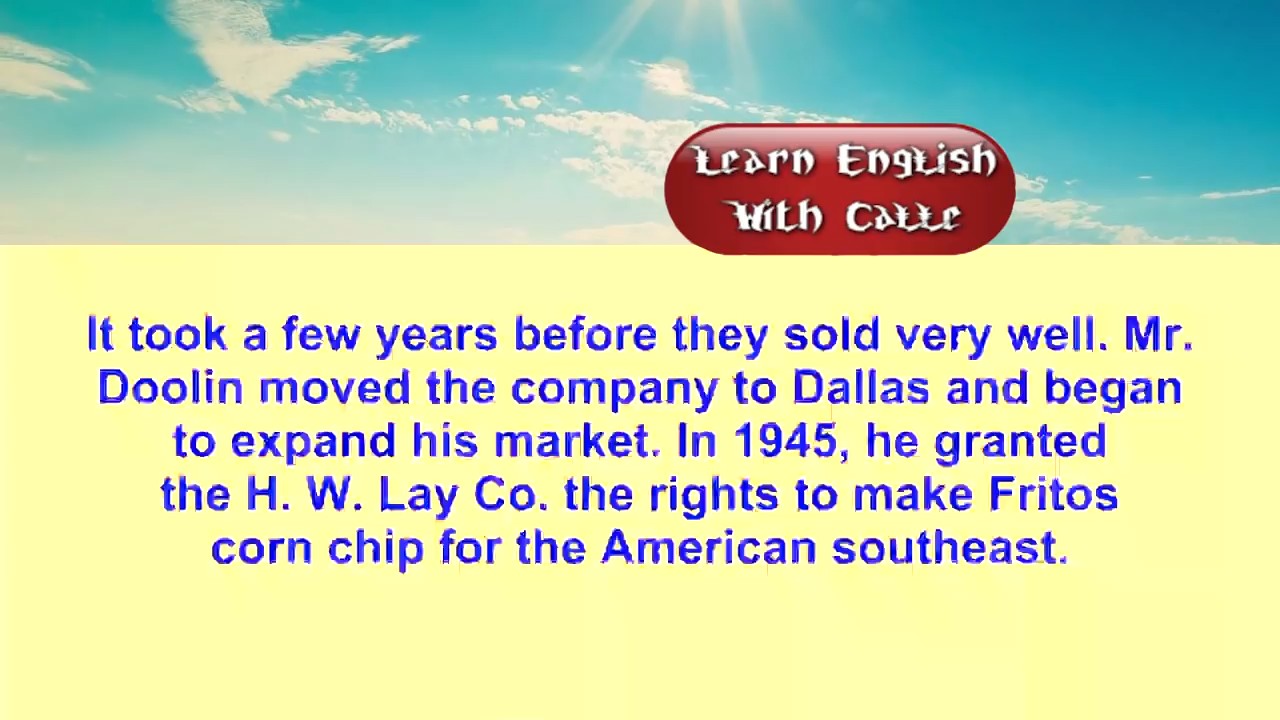 Learn English
With Calle
It took a few years before they sold very well. Mr.
Doolin moved the company to Dallas and began
to expand his market. In 1945, he granted
the H. W. Lay Co. the rights to make Fritos
corn chip for the American southeast.